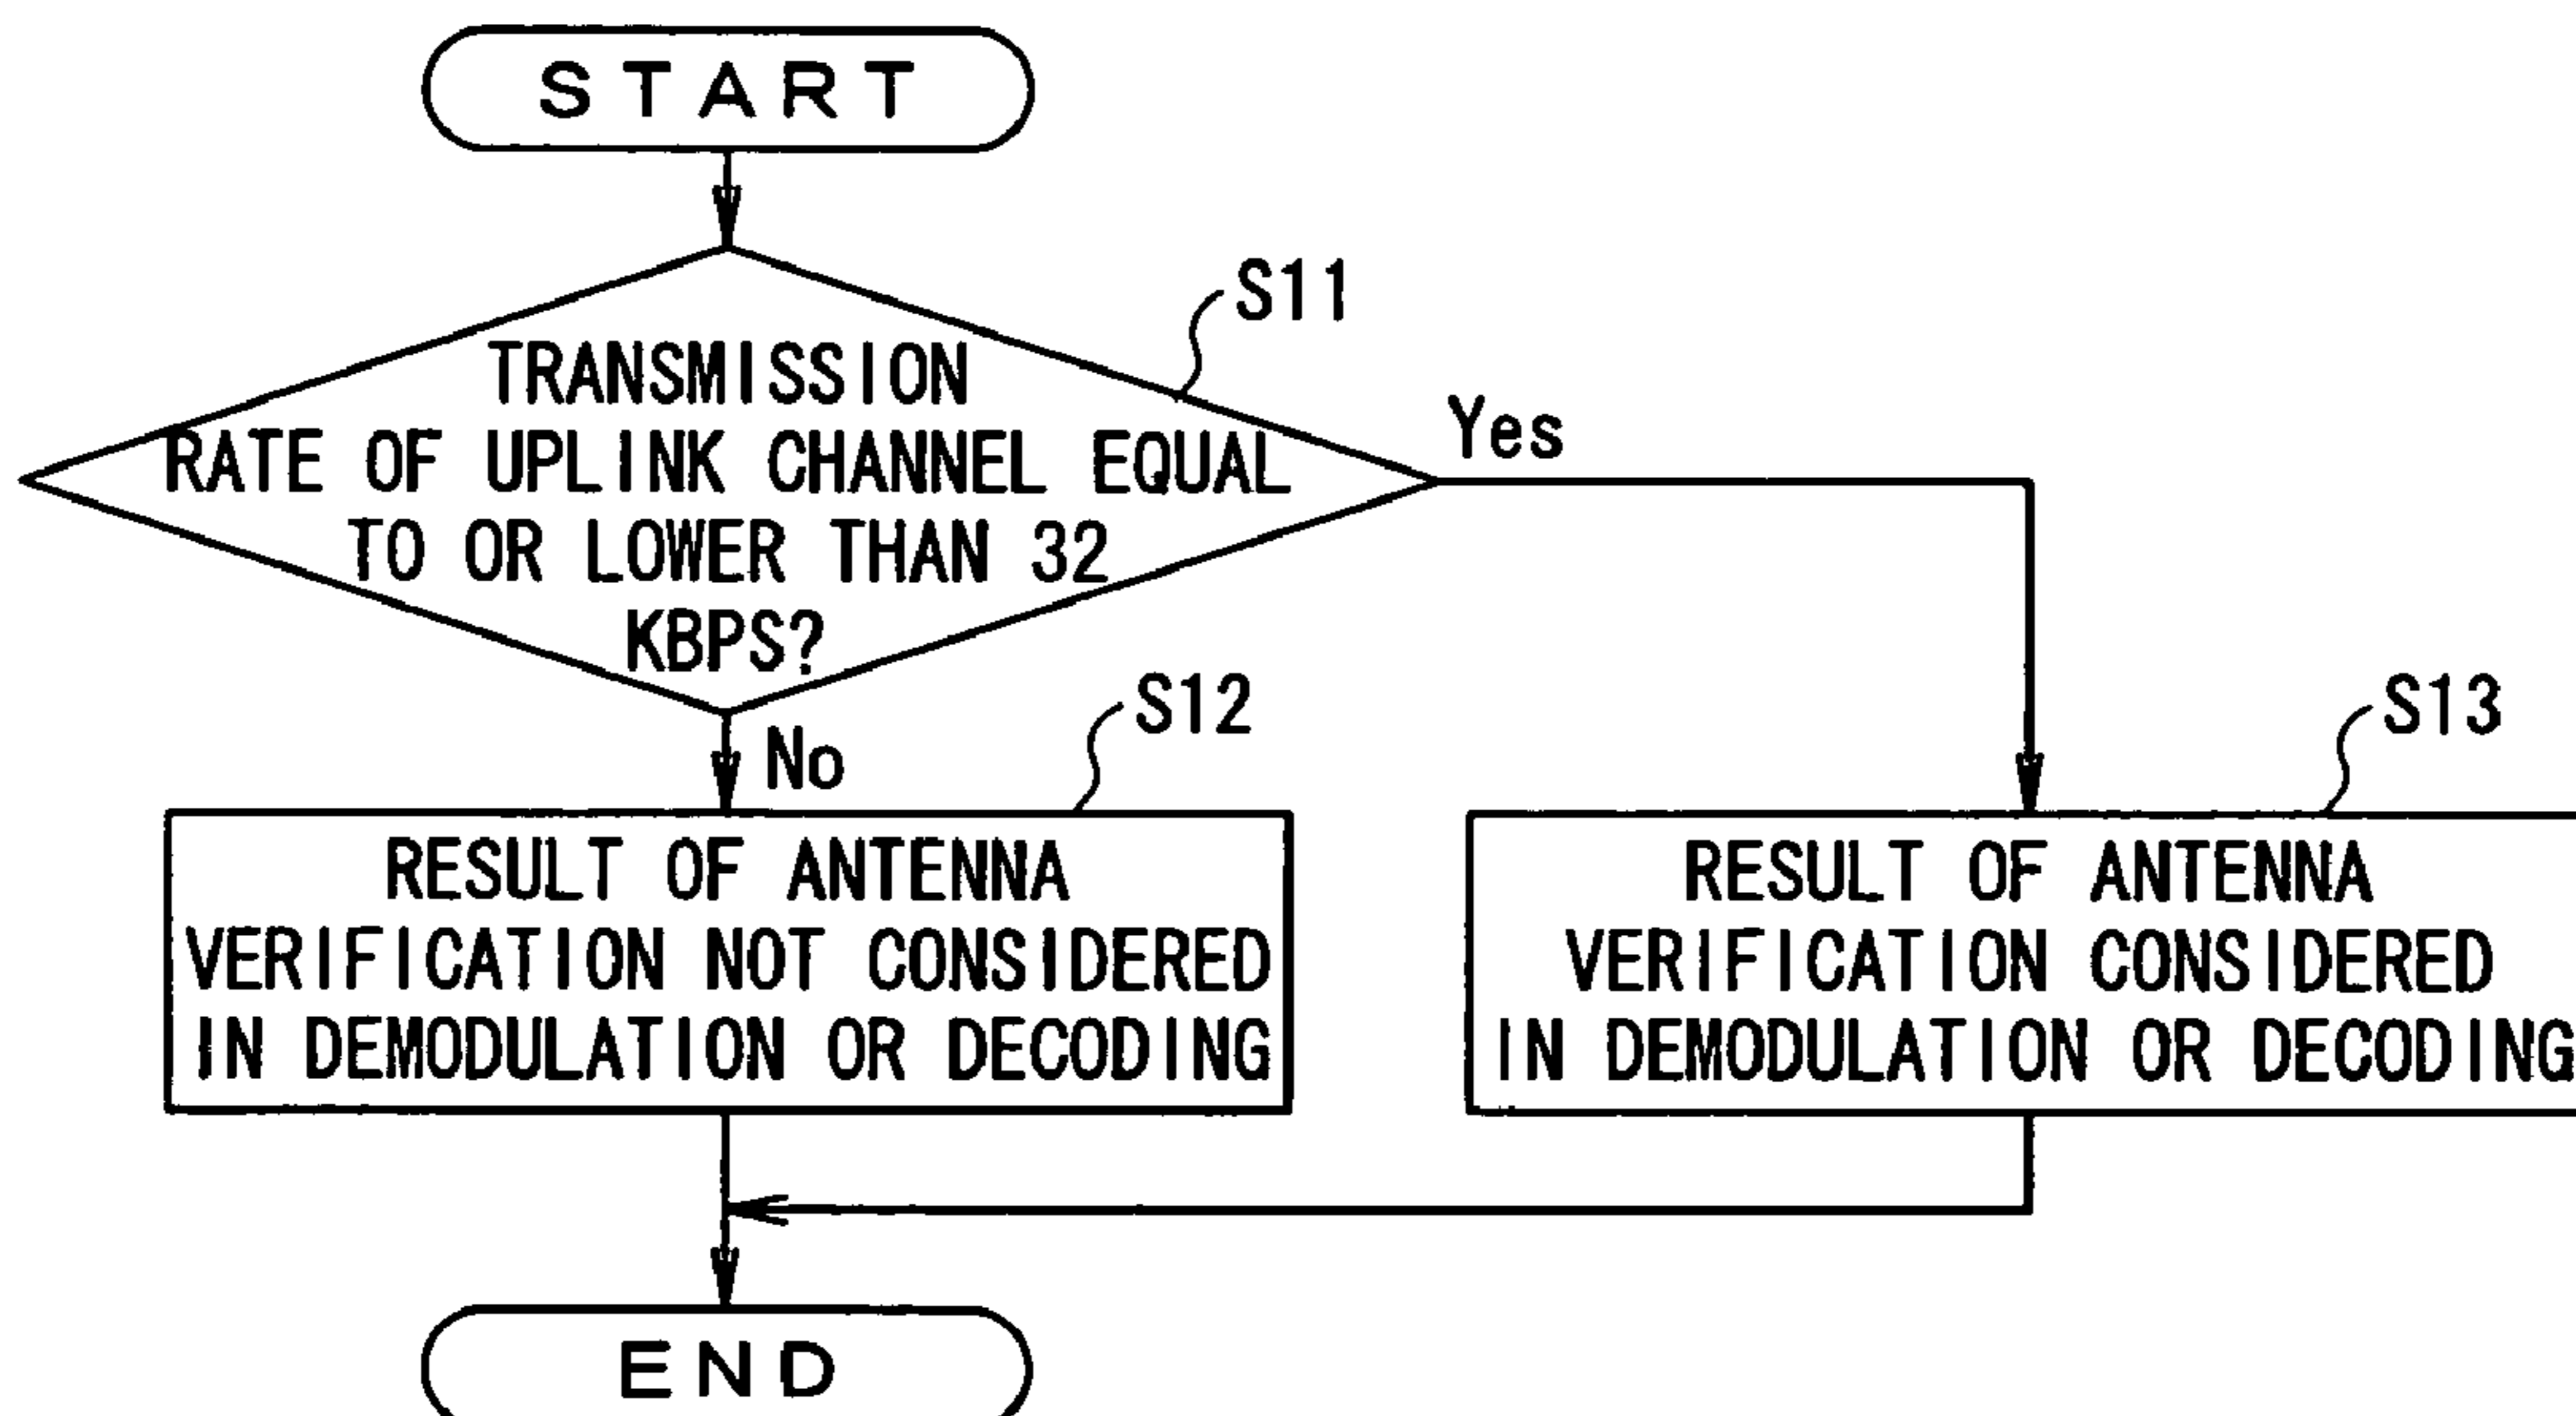 START
S11
TRANSMISSION
RATE OF UPLINK CHANNEL EQUAL
TO OR LOWER THAN 32
KBPS?
Yes
No
S12
RESULT OF ANTENNA
VERIFICATION NOT CONSIDERED
IN DEMODULATION OR DECODING
S13
RESULT OF ANTENNA
VERIFICATION CONSIDERED
IN DEMODULATION OR DECODING
END